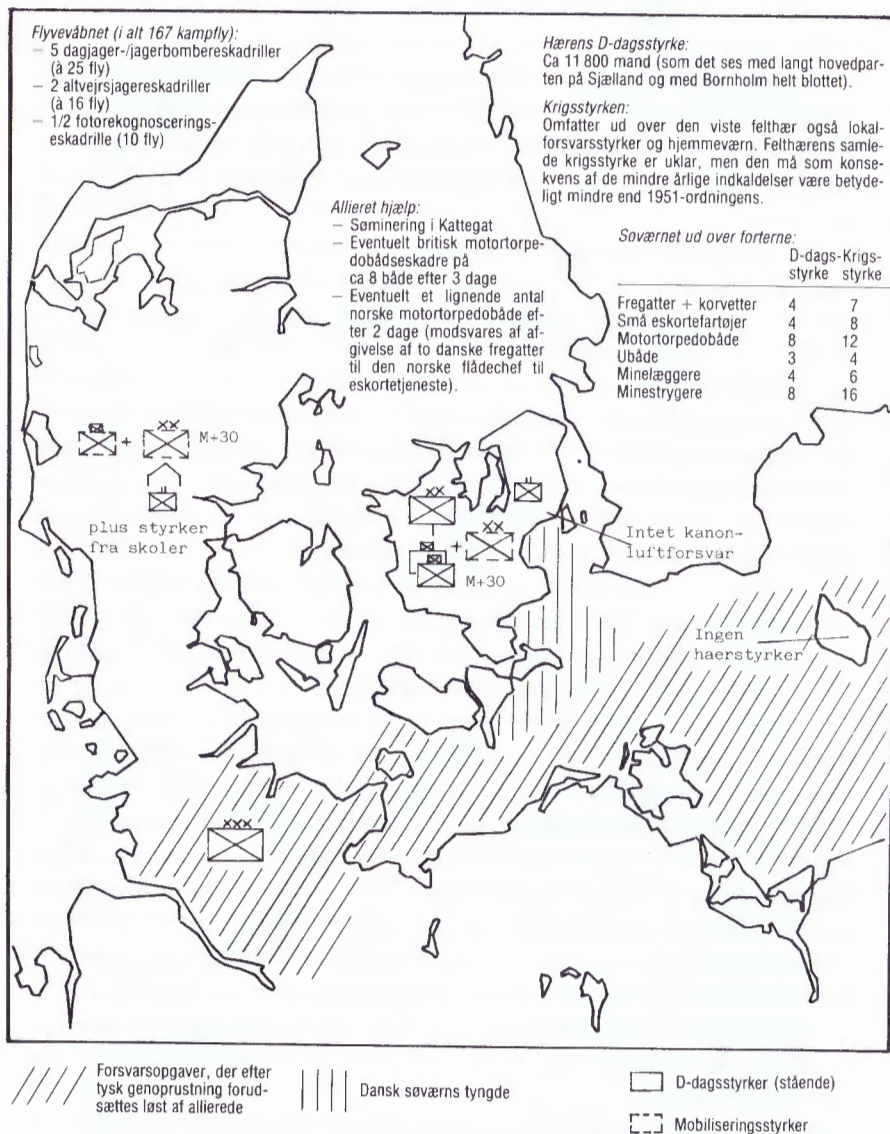 Flyvevåbnet (i alt 167 kampfly):
– 5 dagjager-/jagerbombereskadriller
(à 25 fly)
– 2 altvejrsjagereskadriller
(à 16 fly)
– 1/2 fotorekognoscerings-
eskadrille (10 fly)
Hærens D-dagsstyrke:
Ca 11 800 mand (som det ses med langt hovedpar-
ten på Sjælland og med Bornholm helt blottet).
Krigsstyrken:
Omfatter ud over den viste felthær også lokal-
forsvarsstyrker og hjemmeværn. Felthærens samle-
de krigsstyrke er uklar, men den må som konse-
kvens af de mindre årlige indkaldelser være betyde-
ligt mindre end 1951-ordningens.
Allieret hjælp:
– Søminering i Kattegat
– Eventuelt britisk motortorpe-
dobådseskadre på
ca 8 både efter 3 dage
– Eventuelt et lignende antal
norske motortorpedobåde ef-
ter 2 dage (modsvares af af-
givelse af to danske fregatter
til den norske flådechef til
eskortetjeneste).
Søværnet ud over forterne:
D-dags- Krigs-
styrke styrke
Fregatter + korvetter 4 7
Små eskortefartøjer 4 8
Motortorpedobåde 8 12
Ubåde 3 4
Minelæggere 4 6
Minestrygere 8 16
XX
+ M+30
II
plus styrker
fra skoler
XX
II
XX
+
M+30
Intet kanon-
luftforsvar
Ingen
haerstyrker
XXX
Forsvarsopgaver, der efter
tysk genoprustning forud-
sættes løst af allierede
Dansk søværns tyngde
D-dagsstyrker (stående)
Mobiliseringsstyrker